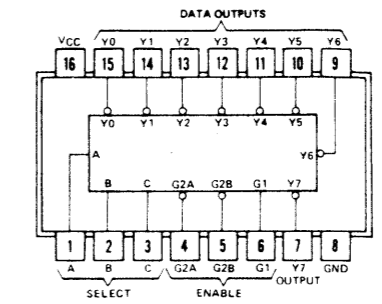 DATA OUTPUTS
VCC Y0 Y1 Y2 Y3 Y4 Y5 Y6
16 15 14 13 12 11 10 9
Y0 Y1 Y2 Y3 Y4 Y5
A Y6
B C G2A G2B G1 Y7
1 2 3 4 5 6 7 8
A B C G2A G2B G1 Y7 GND
OUTPUT
SELECT ENABLE